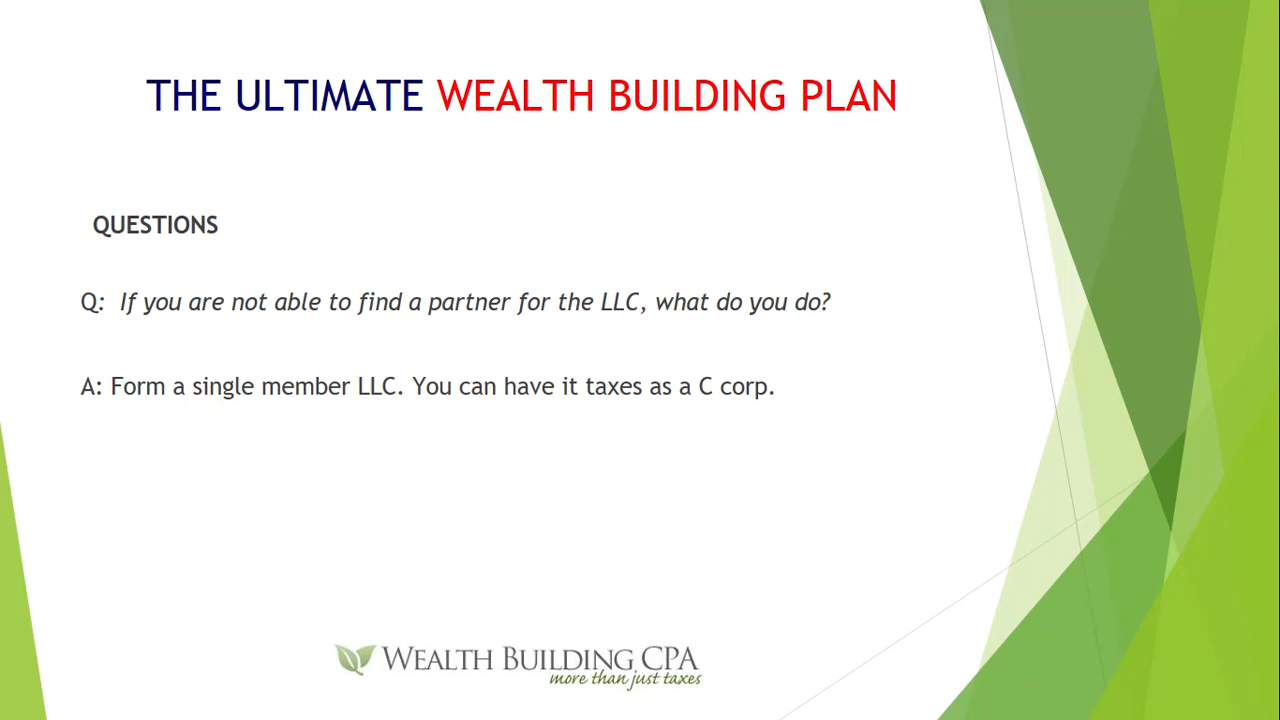 THE ULTIMATE WEALTH BUILDING PLAN
QUESTIONS
Q: If you are not able to find a partner for the LLC, what do you do?
A: Form a single member LLC. You can have it taxes as a C corp.
WEALTH BUILDING CPA
more than just taxes